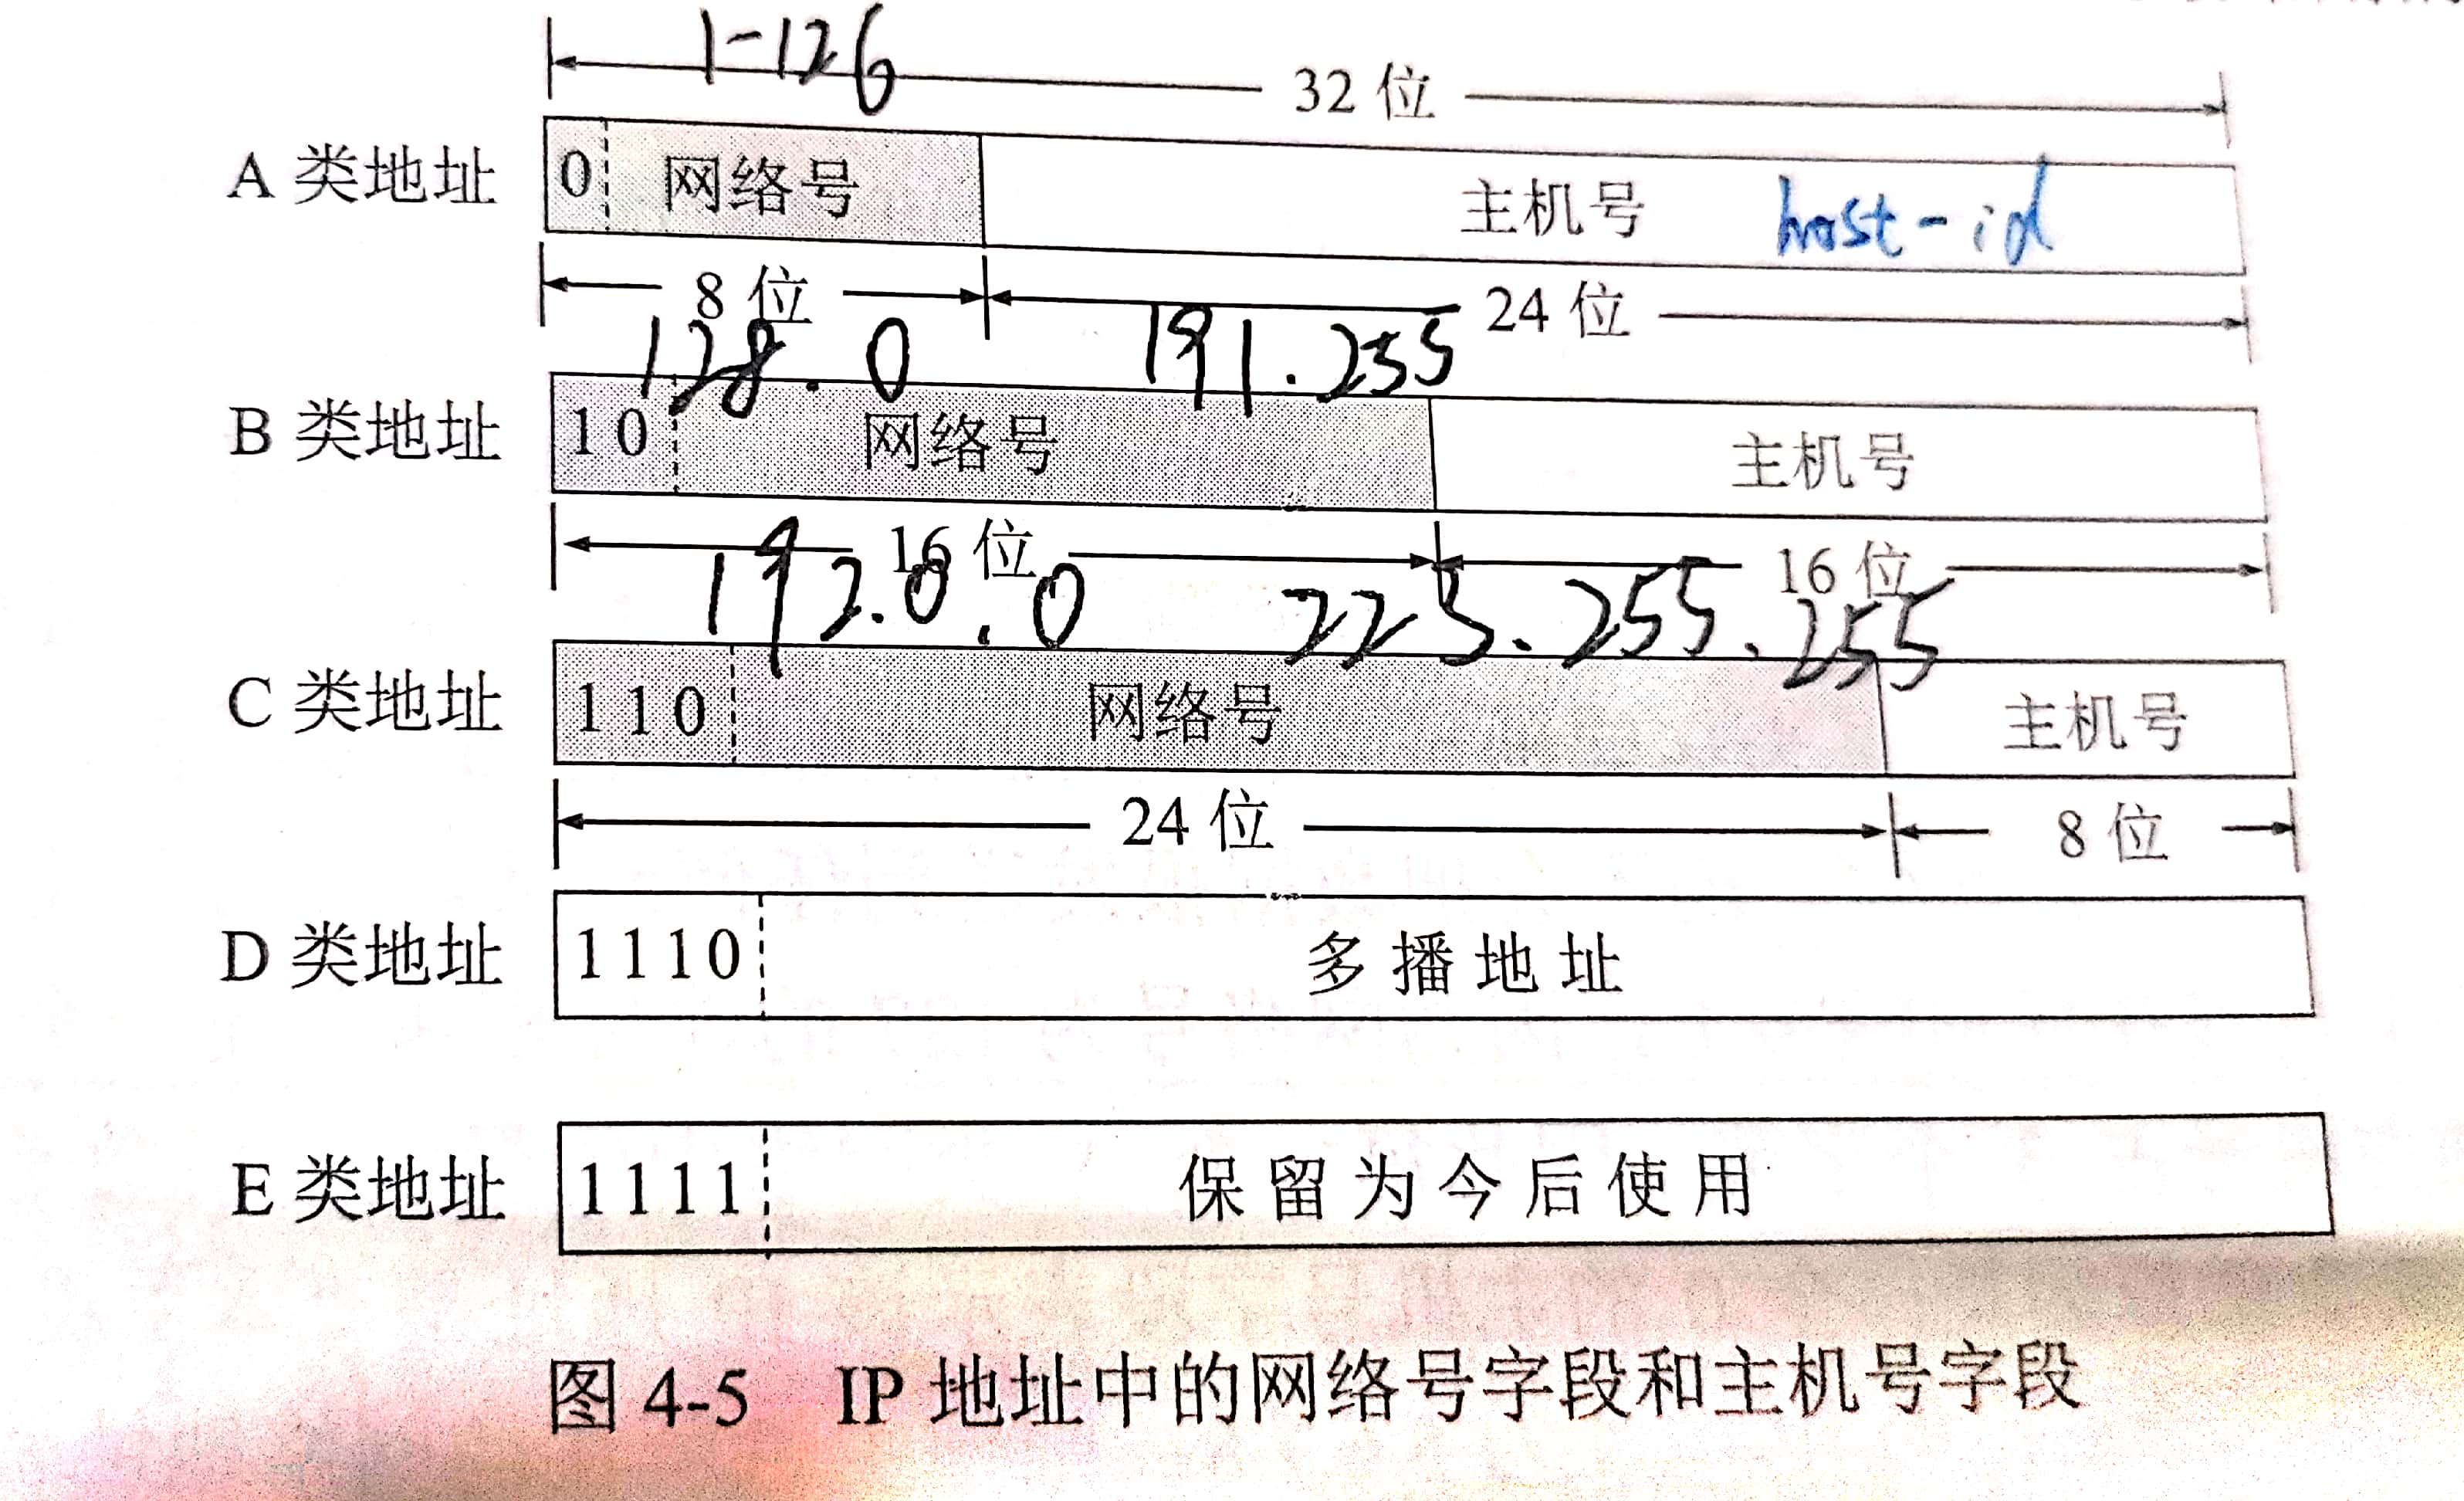 1-126
32 位
A 类地址 0 网络号 主机号 host-id
8 位 24 位
128.0 191.255
B 类地址 10 网络号 主机号
16 位 16 位
192.0.0 223.255.255
C 类地址 110 网络号 主机号
24 位 8 位
D 类地址 1110 多播地址
E 类地址 1111 保留为今后使用
图 4-5 IP 地址中的网络号字段和主机号字段